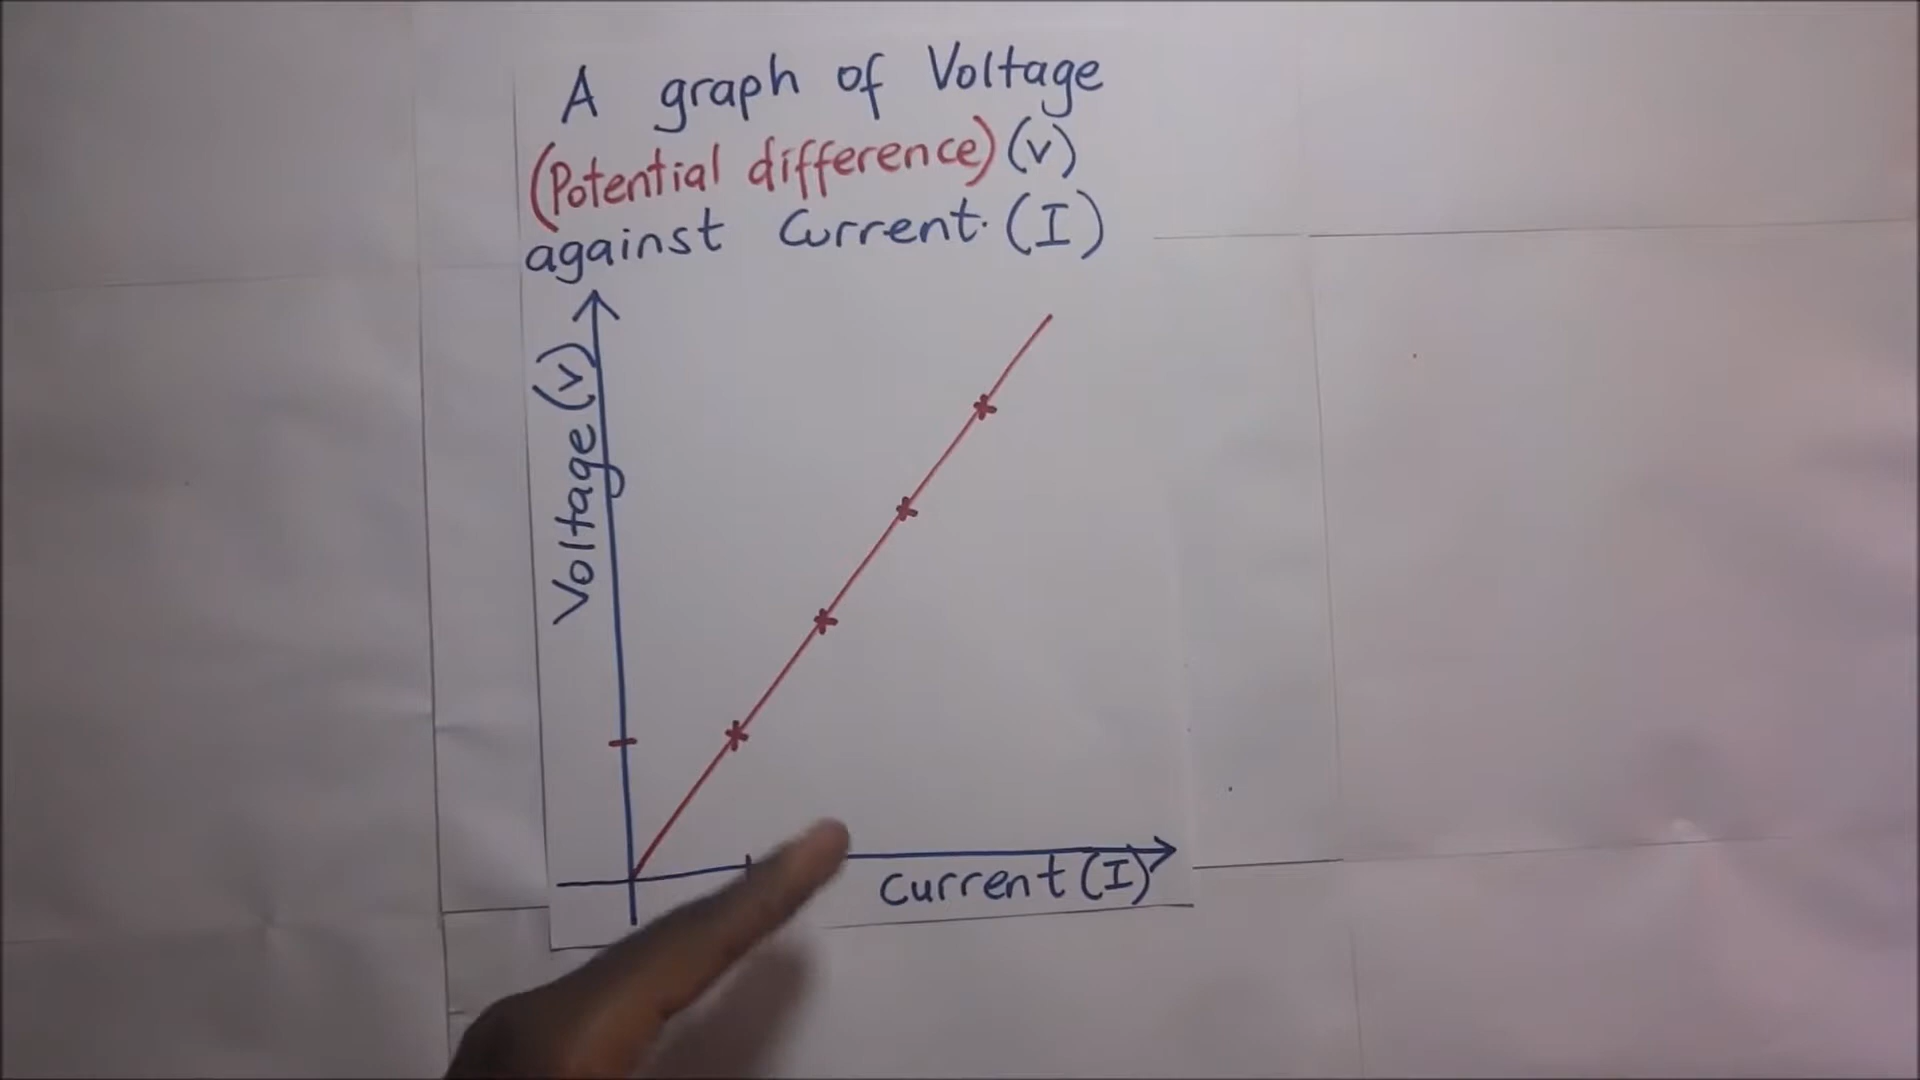 A graph of Voltage
(Potential difference) (V)
against Current. (I)
Voltage (V)
Current (I)